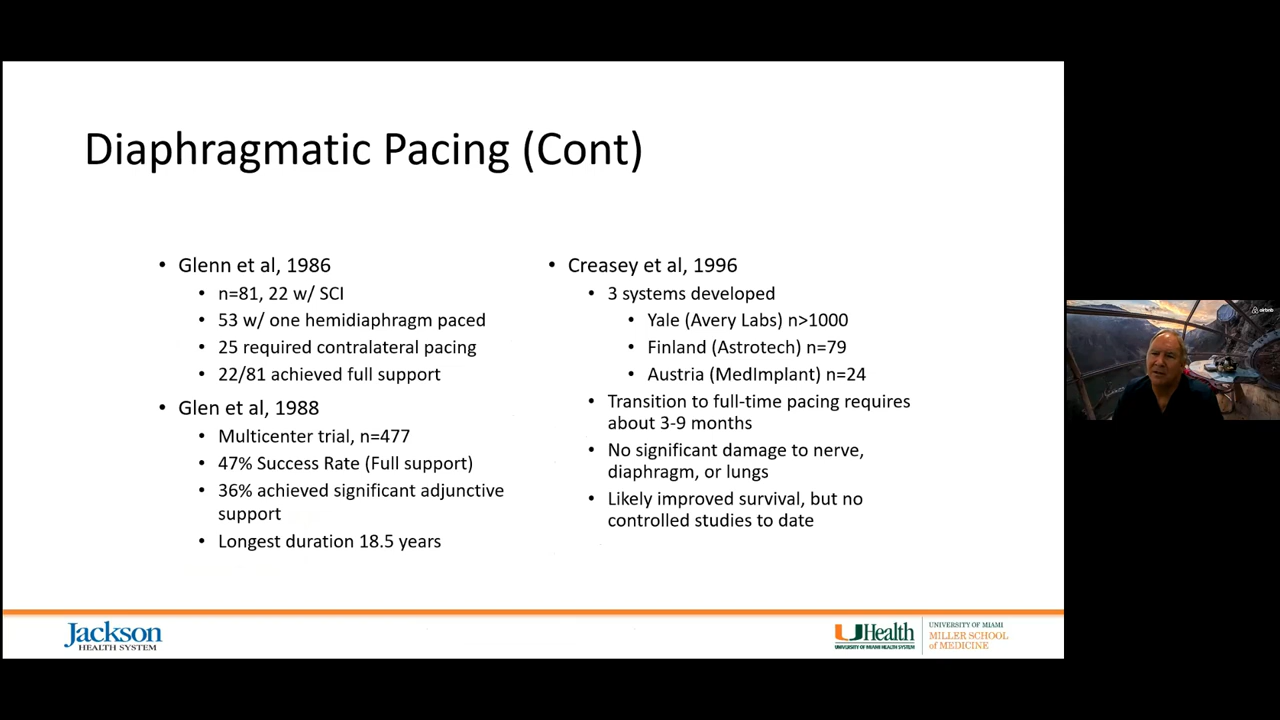 Diaphragmatic Pacing (Cont)
• Glenn et al, 1986
• n=81, 22 w/ SCI
• 53 w/ one hemidiaphragm paced
• 25 required contralateral pacing
• 22/81 achieved full support
• Glen et al, 1988
• Multicenter trial, n=477
• 47% Success Rate (Full support)
• 36% achieved significant adjunctive
support
• Longest duration 18.5 years
• Creasey et al, 1996
• 3 systems developed
• Yale (Avery Labs) n>1000
• Finland (Astrotech) n=79
• Austria (MedImplant) n=24
• Transition to full-time pacing requires
about 3-9 months
• No significant damage to nerve,
diaphragm, or lungs
• Likely improved survival, but no
controlled studies to date
airbnb
Jackson
HEALTH SYSTEM
UHealth
UNIVERSITY OF MIAMI HEALTH SYSTEM
UNIVERSITY OF MIAMI
MILLER SCHOOL
of MEDICINE